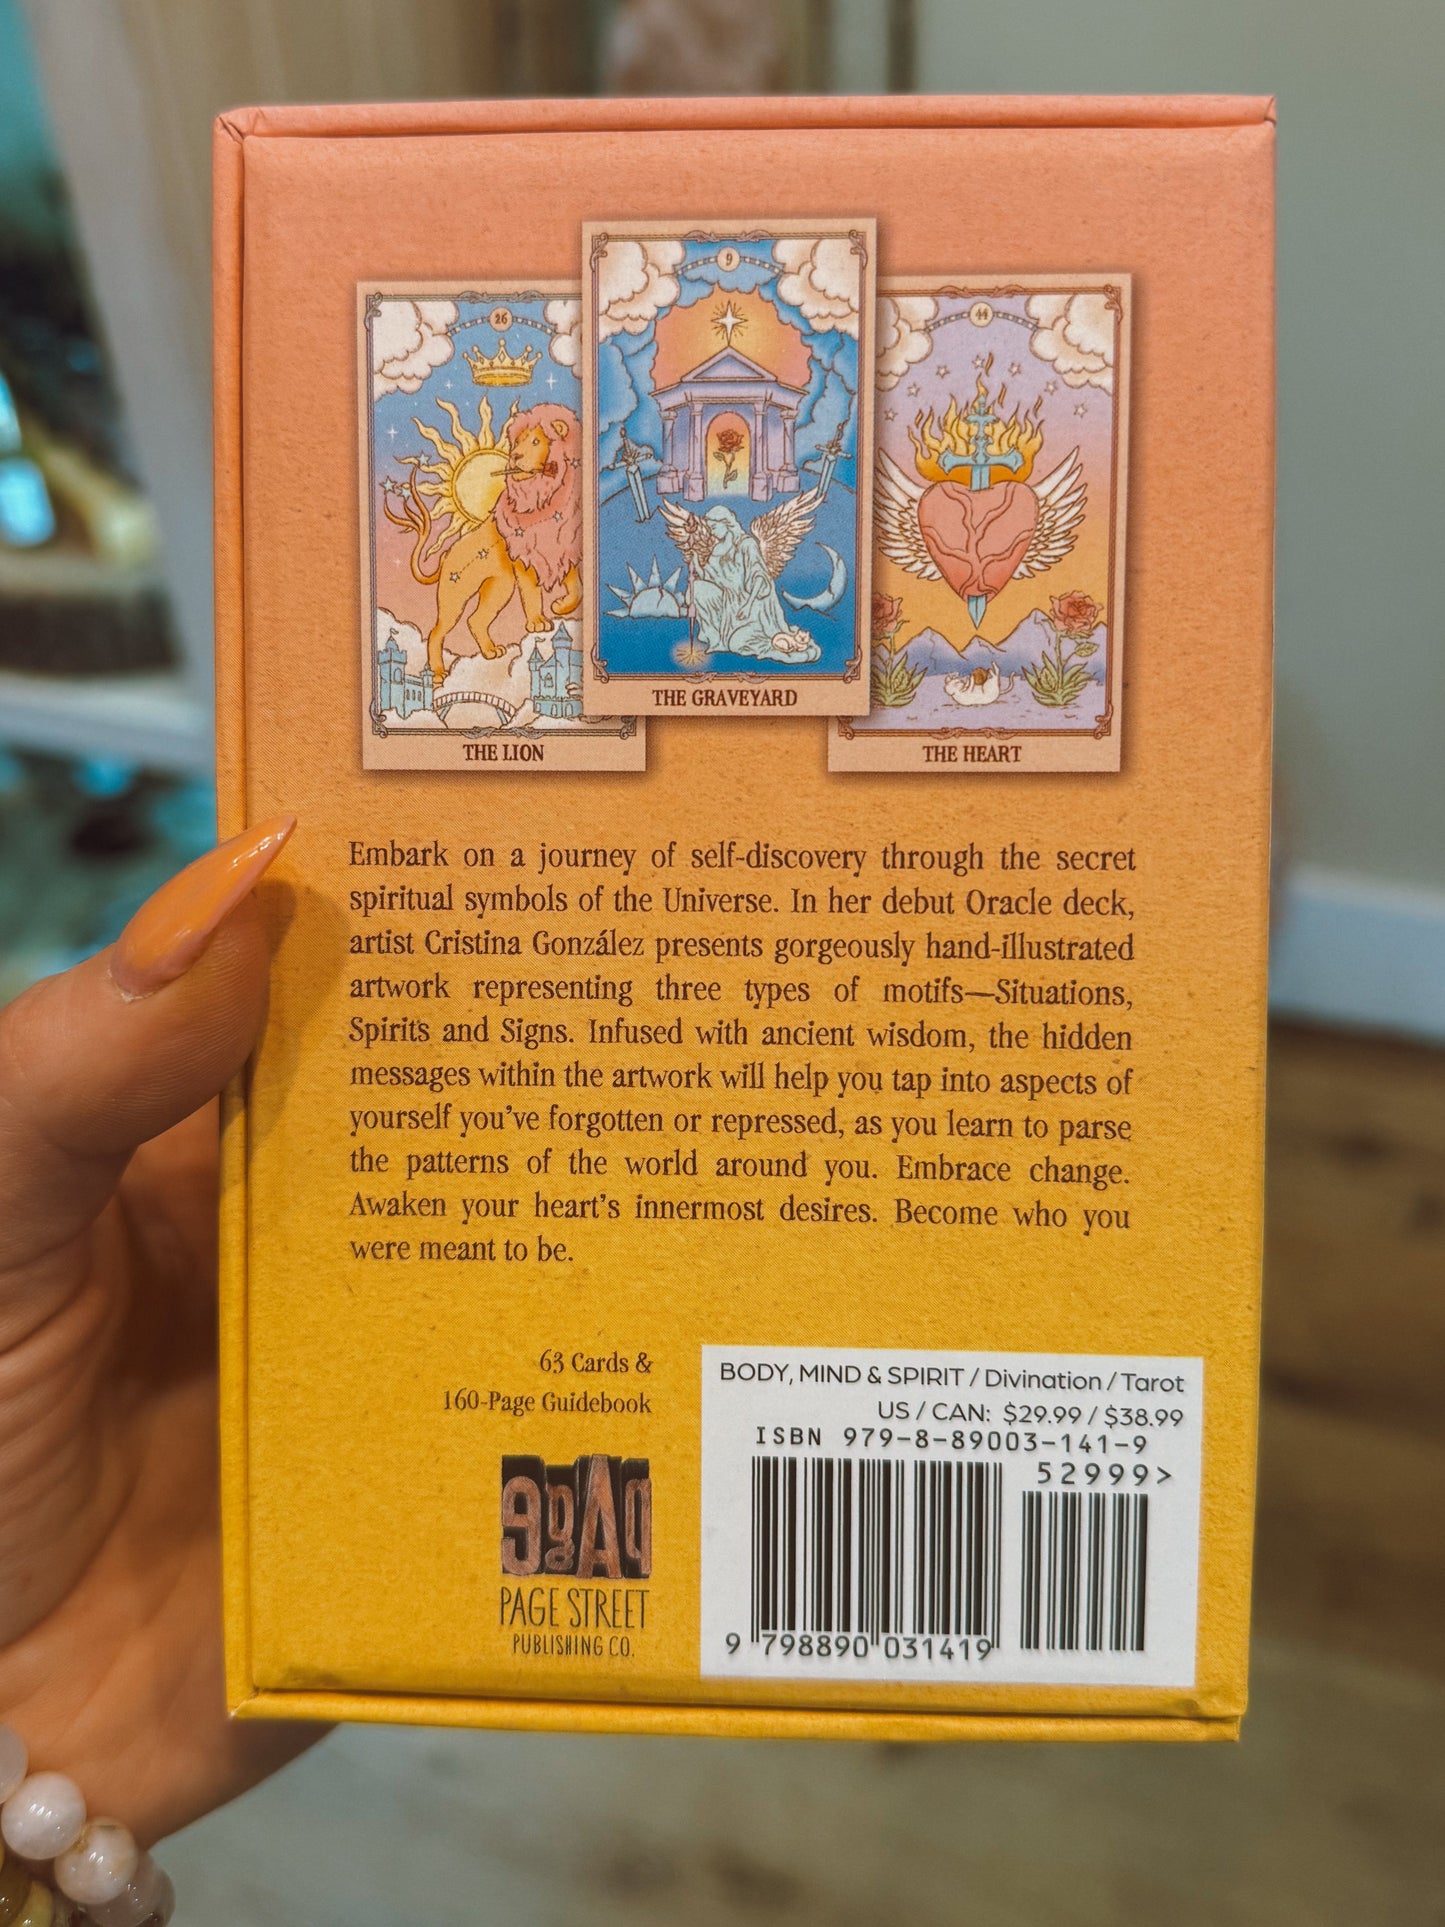 26
9
44
THE LION
THE GRAVEYARD
THE HEART
Embark on a journey of self-discovery through the secret
spiritual symbols of the Universe. In her debut Oracle deck,
artist Cristina González presents gorgeously hand-illustrated
artwork representing three types of motifs—Situations,
Spirits and Signs. Infused with ancient wisdom, the hidden
messages within the artwork will help you tap into aspects of
yourself you've forgotten or repressed, as you learn to parse
the patterns of the world around you. Embrace change.
Awaken your heart's innermost desires. Become who you
were meant to be.
63 Cards &
160-Page Guidebook
PAGE STREET
PUBLISHING CO.
BODY, MIND & SPIRIT / Divination / Tarot
US / CAN: $29.99 / $38.99
ISBN 979-8-89003-141-9
52999>
9 798890 031419